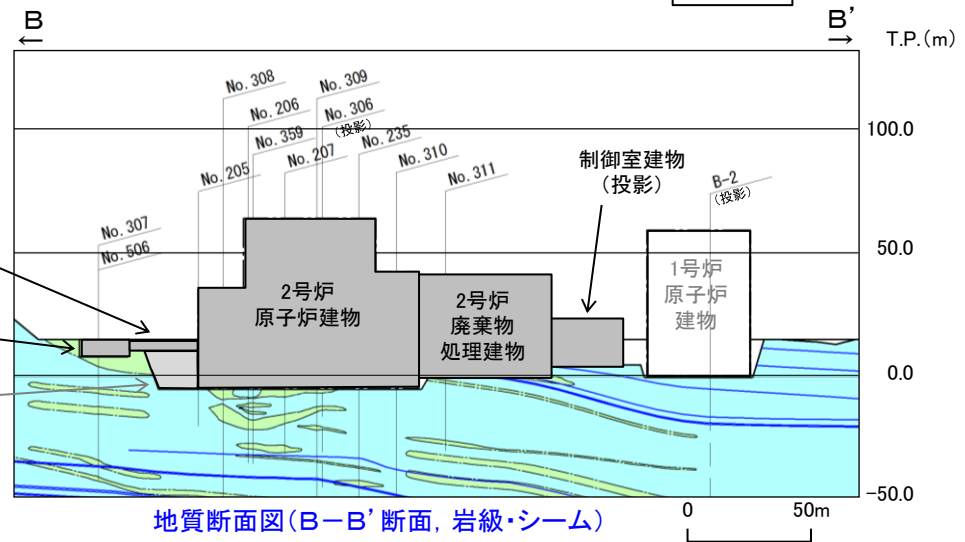 B
B’
T.P.(m)
No. 308
No. 309
No. 206
No. 306
(投影)
No. 359
No. 235
No. 205
No. 207
No. 310
No. 311
100.0
制御室建物
(投影)
B-2
(投影)
No. 307
No. 506
50.0
2号炉
原子炉建物
2号炉
廃棄物
処理建物
1号炉
原子炉
建物
0.0
-50.0
地質断面図(B-B’断面, 岩級・シーム)
0
50m